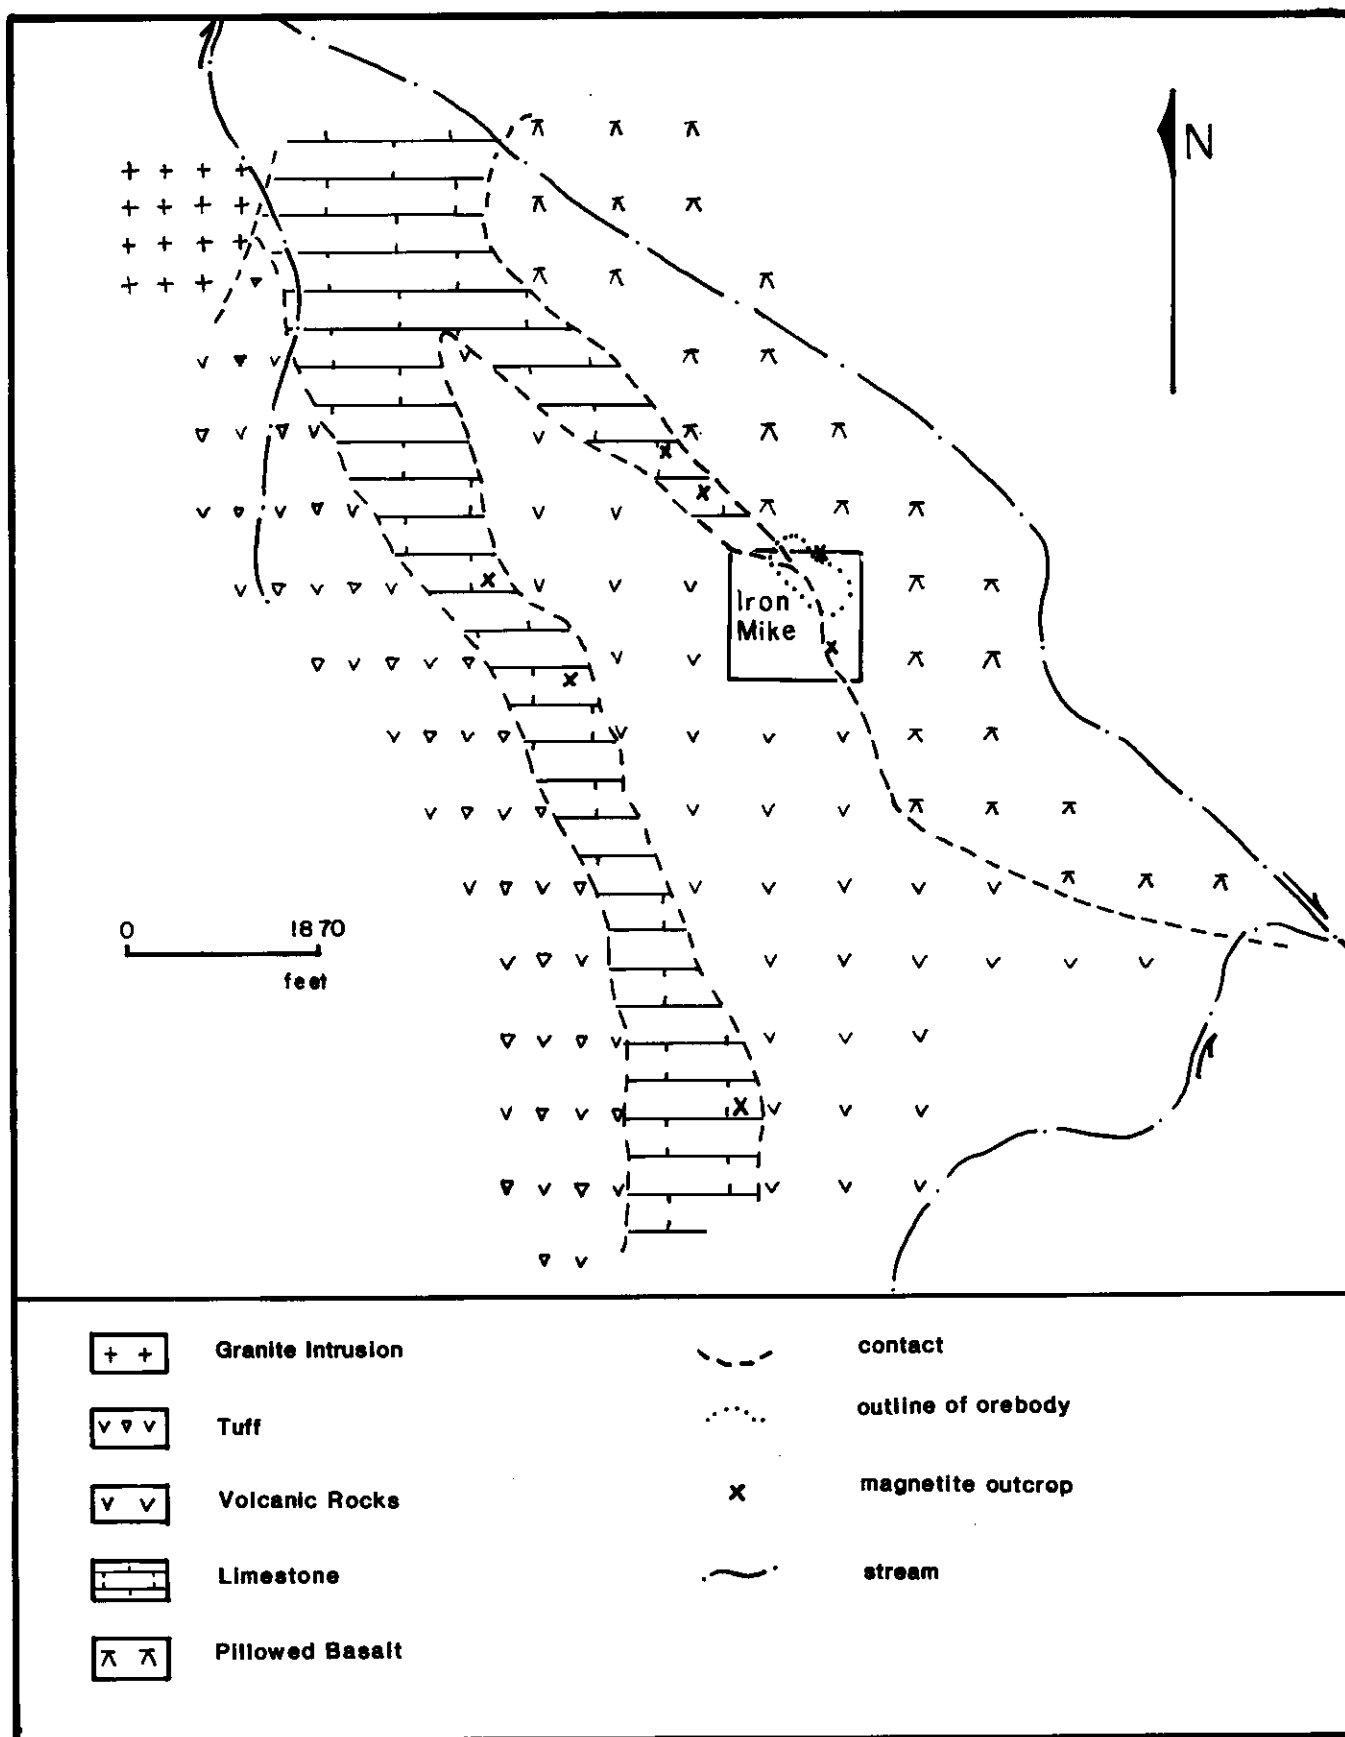 N
Iron
Mike
0 1870
feet
Granite Intrusion
contact
Tuff
outline of orebody
Volcanic Rocks
magnetite outcrop
Limestone
stream
Pillowed Basalt